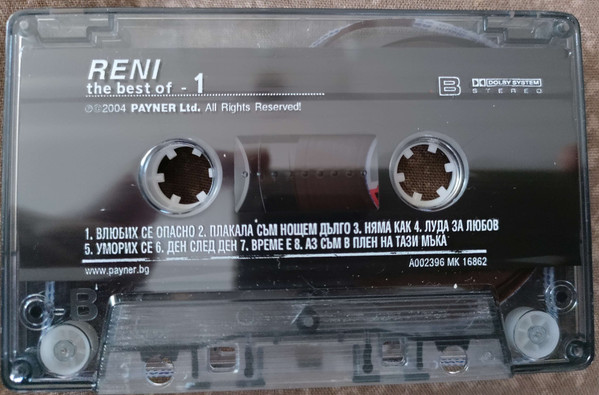 RENI
the best of - 1
℗©2004 PAYNER Ltd. All Rights Reserved!
B
DOLBY SYSTEM
STEREO
1. ВЛЮБИХ СЕ ОПАСНО 2. ПЛАКАЛА СЪМ НОЩЕМ ДЪЛГО 3. НЯМА КАК 4. ЛУДА ЗА ЛЮБОВ
5. УМОРИХ СЕ 6. ДЕН СЛЕД ДЕН 7. ВРЕМЕ Е 8. АЗ СЪМ В ПЛЕН НА ТАЗИ МЪКА
www.payner.bg
A002396 MK 16862
B